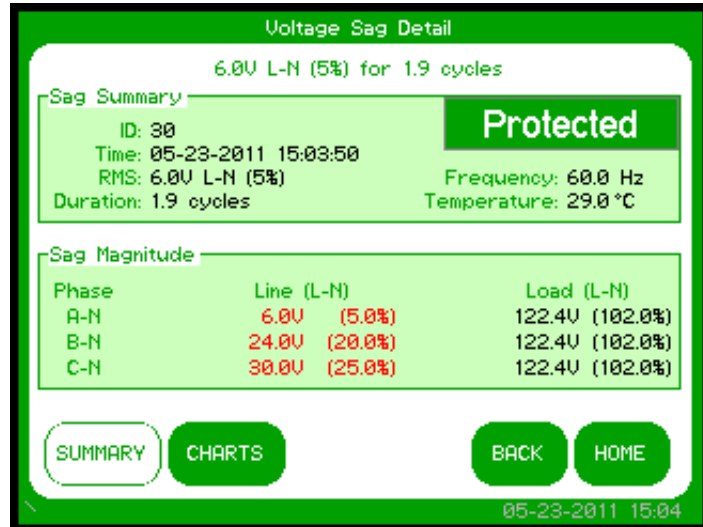 Voltage Sag Detail
6.0V L-N (5%) for 1.9 cycles
Sag Summary
Protected
ID: 30
Time: 05-23-2011 15:03:50
RMS: 6.0V L-N (5%) Frequency: 60.0 Hz
Duration: 1.9 cycles Temperature: 29.0°C
Sag Magnitude
Phase Line (L-N) Load (L-N)
A-N 6.0V (5.0%) 122.4V (102.0%)
B-N 24.0V (20.0%) 122.4V (102.0%)
C-N 30.0V (25.0%) 122.4V (102.0%)
SUMMARY CHARTS BACK HOME
05-23-2011 15:04